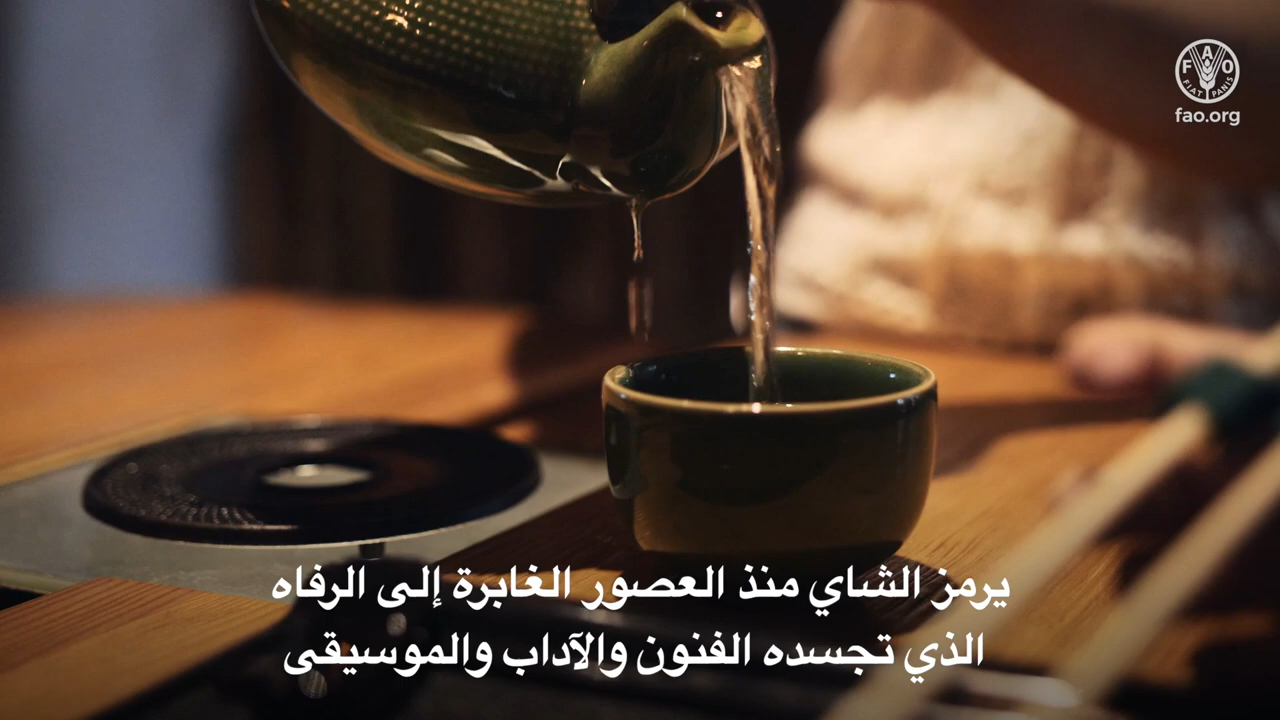 FAO
FIAT PANIS
fao.org
يرمز الشاي منذ العصور الغابرة إلى الرفاه
الذي تجسده الفنون والآداب والموسيقى